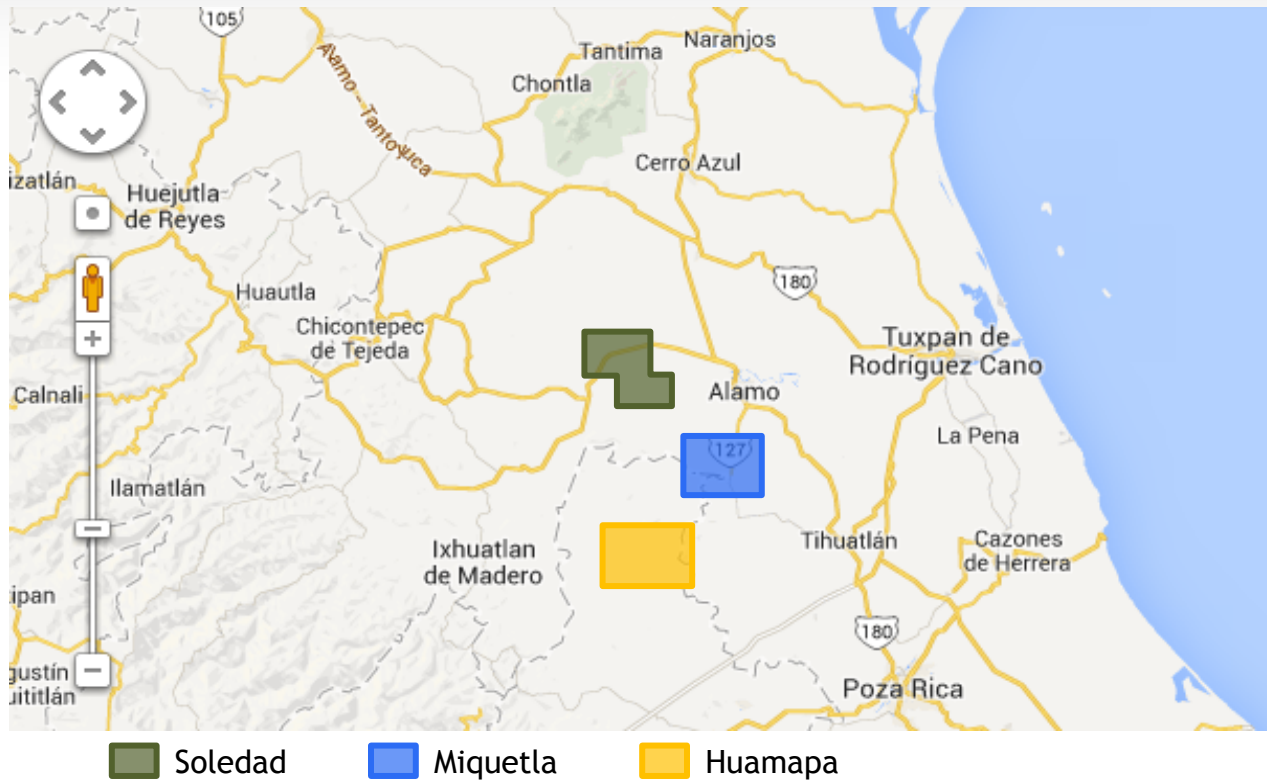 105
Naranjos
Tantima
Chontla
Alamo - Tantoyuca
Cerro Azul
izatlán
Huejutla
de Reyes
180
Huautla
Chicontepec
de Tejeda
Tuxpan de
Rodríguez Cano
Calnali
Alamo
La Pena
127
Ilamatlán
Ixhuatlan
de Madero
Tihuatlán
Cazones
de Herrera
ipan
180
gustín
uititlán
Poza Rica
Soledad
Miquetla
Huamapa